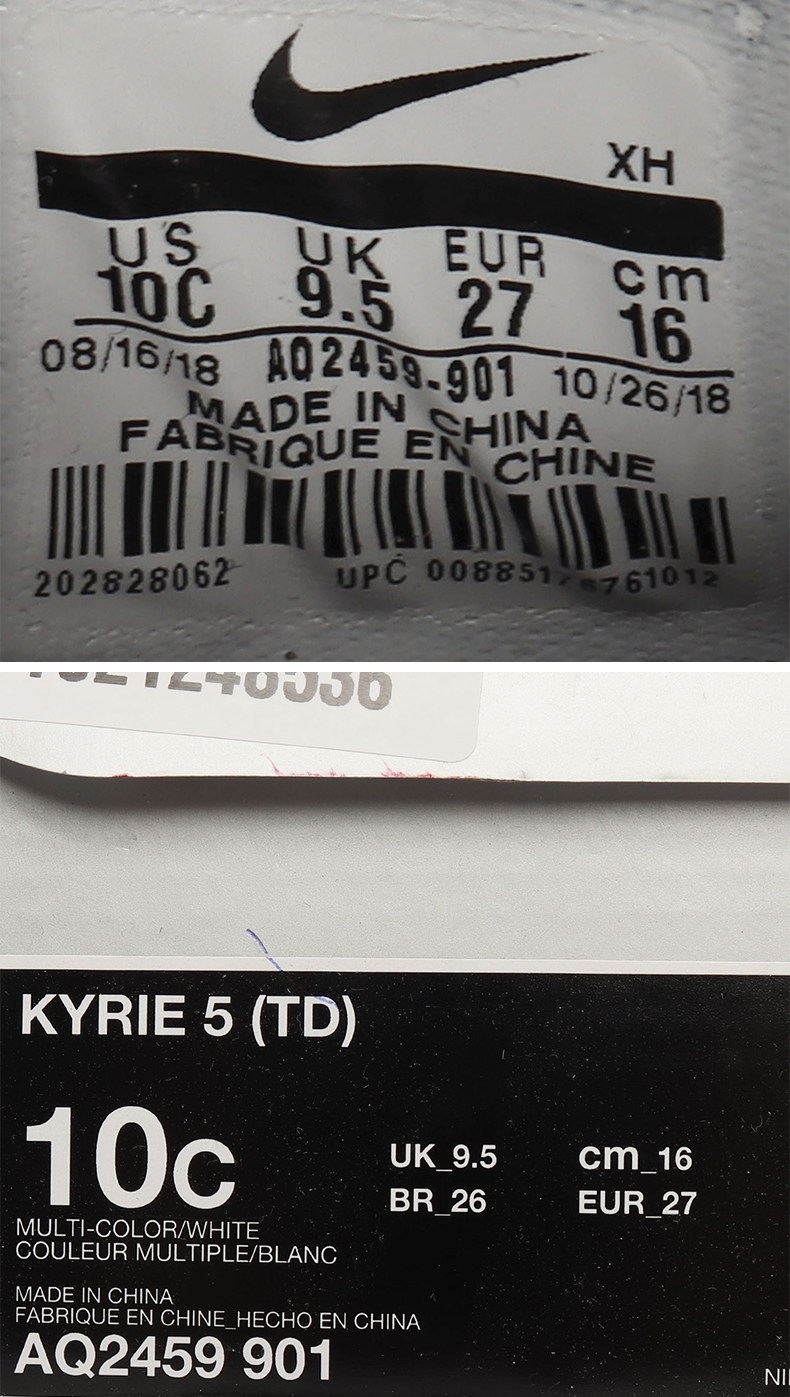 XH
US UK EUR cm
10C 9.5 27 16
08/16/18 AQ2459-901 10/26/18
MADE IN CHINA
FABRIQUE EN CHINE
202828062 UPC
KYRIE 5 (TD)
10C
UK_9.5 cm_16
BR_26 EUR_27
MULTI-COLOR/WHITE
COULEUR MULTIPLE/BLANC
MADE IN CHINA
FABRIQUE EN CHINE_HECHO EN CHINA
AQ2459 901